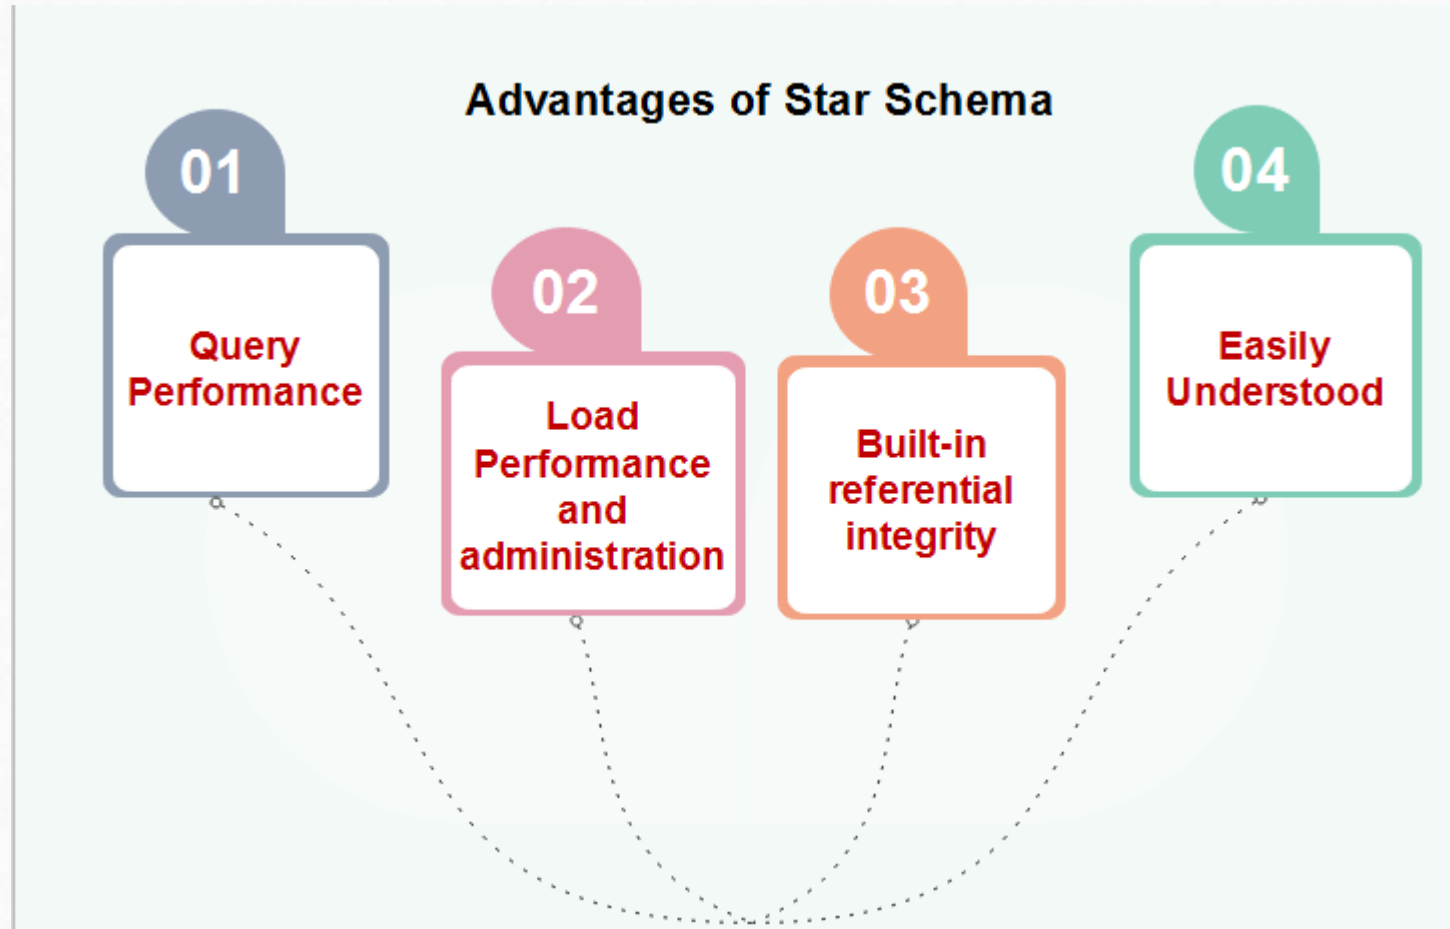 Advantages of Star Schema
01
Query
Performance
02
Load
Performance
and
administration
03
Built-in
referential
integrity
04
Easily
Understood